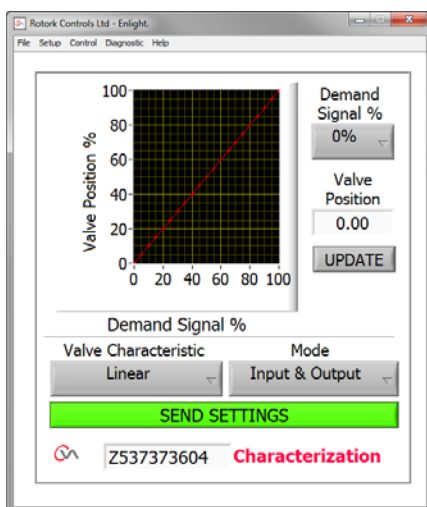 Rotork Controls Ltd - Enlight.
File Setup Control Diagnostic Help
Demand
Signal %
0%
Valve
Position
0.00
UPDATE
Valve Position %
100
80
60
40
20
0
0 20 40 60 80 100
Demand Signal %
Valve Characteristic
Mode
Linear
Input & Output
SEND SETTINGS
Z537373604
Characterization